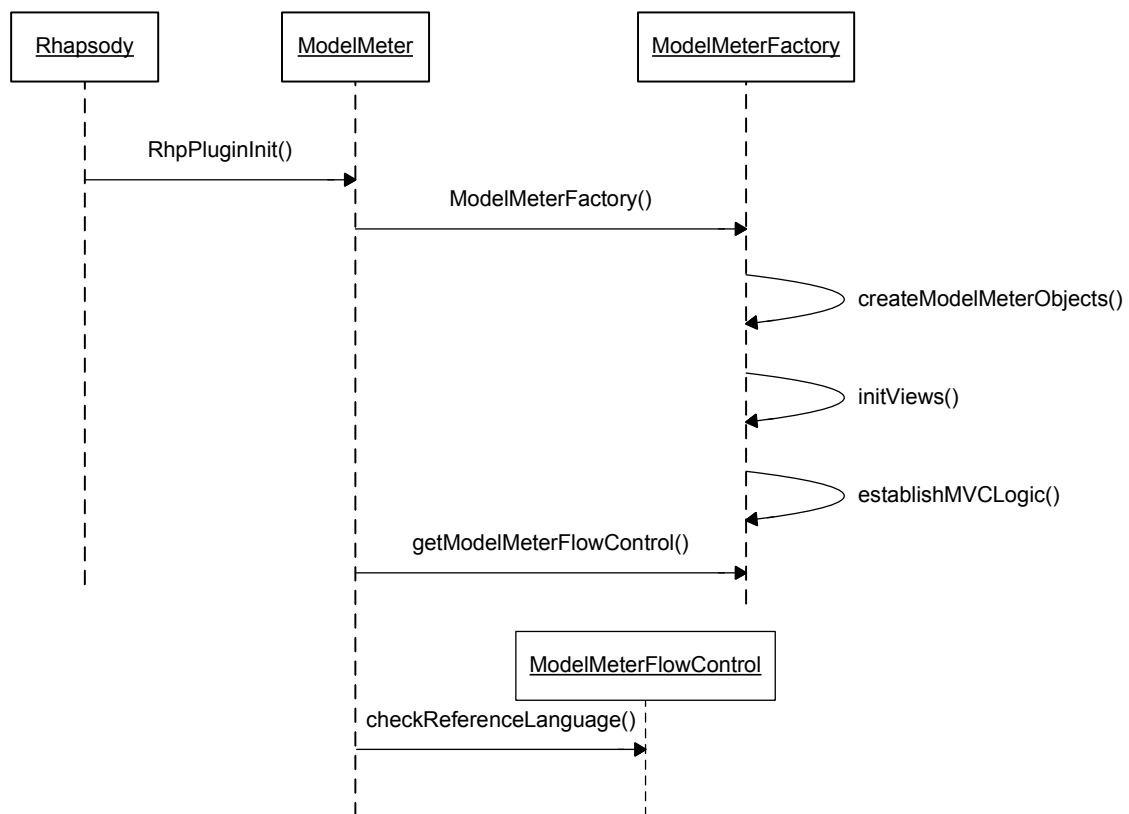 Rhapsody
ModelMeter
ModelMeterFactory
RhpPluginInit()
ModelMeterFactory()
createModelMeterObjects()
initViews()
establishMVCLogic()
getModelMeterFlowControl()
ModelMeterFlowControl
checkReferenceLanguage()